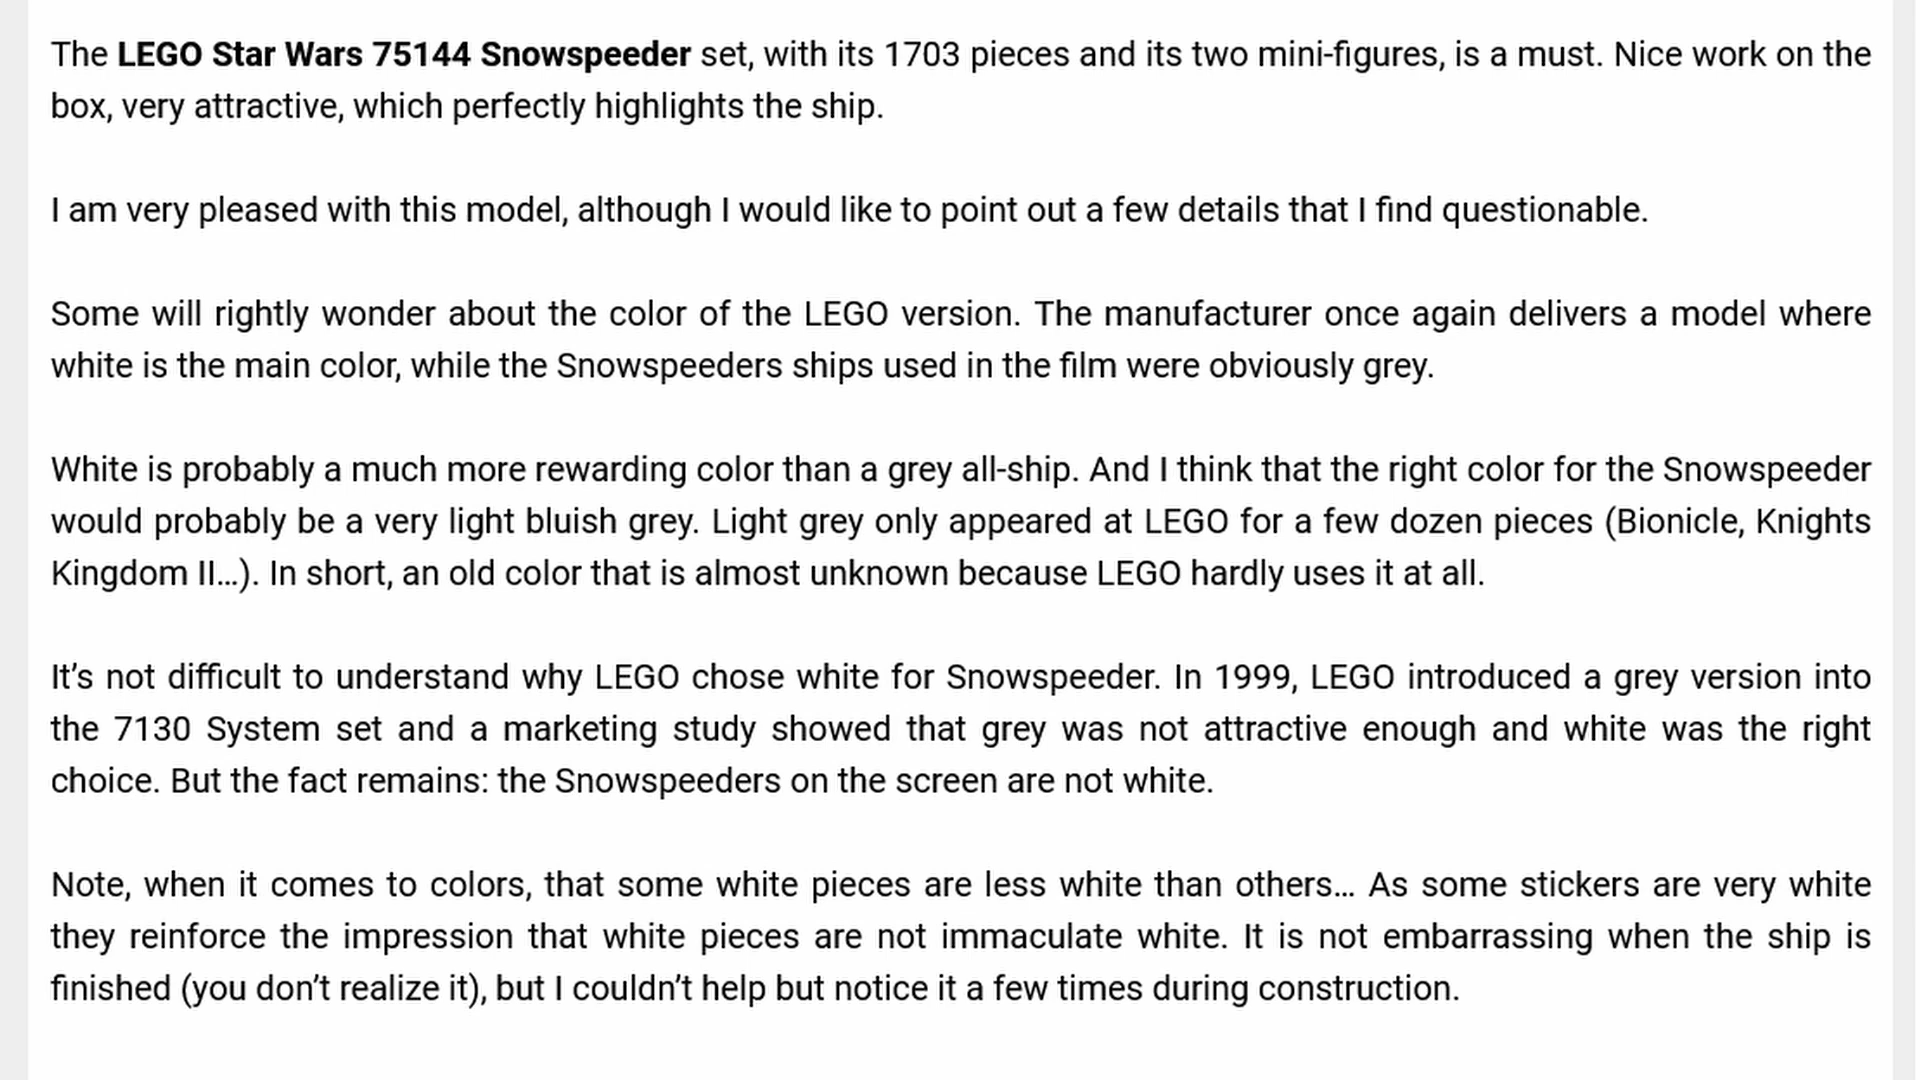 The LEGO Star Wars 75144 Snowspeeder set, with its 1703 pieces and its two mini-figures, is a must. Nice work on the
box, very attractive, which perfectly highlights the ship.
I am very pleased with this model, although I would like to point out a few details that I find questionable.
Some will rightly wonder about the color of the LEGO version. The manufacturer once again delivers a model where
white is the main color, while the Snowspeeders ships used in the film were obviously grey.
White is probably a much more rewarding color than a grey all-ship. And I think that the right color for the Snowspeeder
would probably be a very light bluish grey. Light grey only appeared at LEGO for a few dozen pieces (Bionicle, Knights
Kingdom II…). In short, an old color that is almost unknown because LEGO hardly uses it at all.
It’s not difficult to understand why LEGO chose white for Snowspeeder. In 1999, LEGO introduced a grey version into
the 7130 System set and a marketing study showed that grey was not attractive enough and white was the right
choice. But the fact remains: the Snowspeeders on the screen are not white.
Note, when it comes to colors, that some white pieces are less white than others… As some stickers are very white
they reinforce the impression that white pieces are not immaculate white. It is not embarrassing when the ship is
finished (you don’t realize it), but I couldn’t help but notice it a few times during construction.